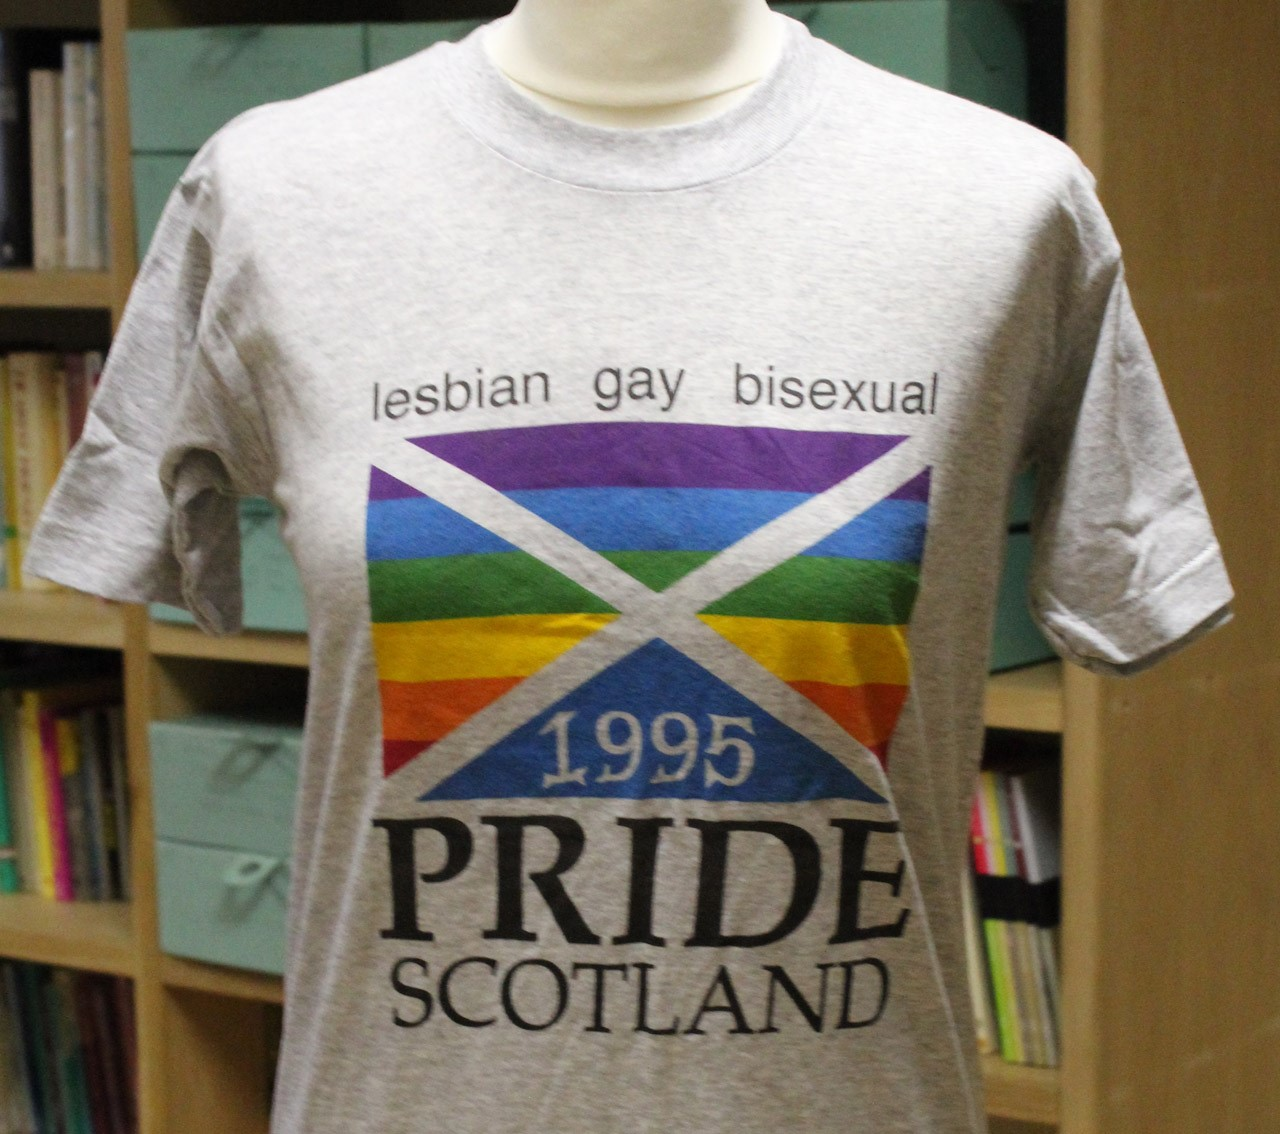 lesbian gay bisexual
1995
PRIDE
SCOTLAND